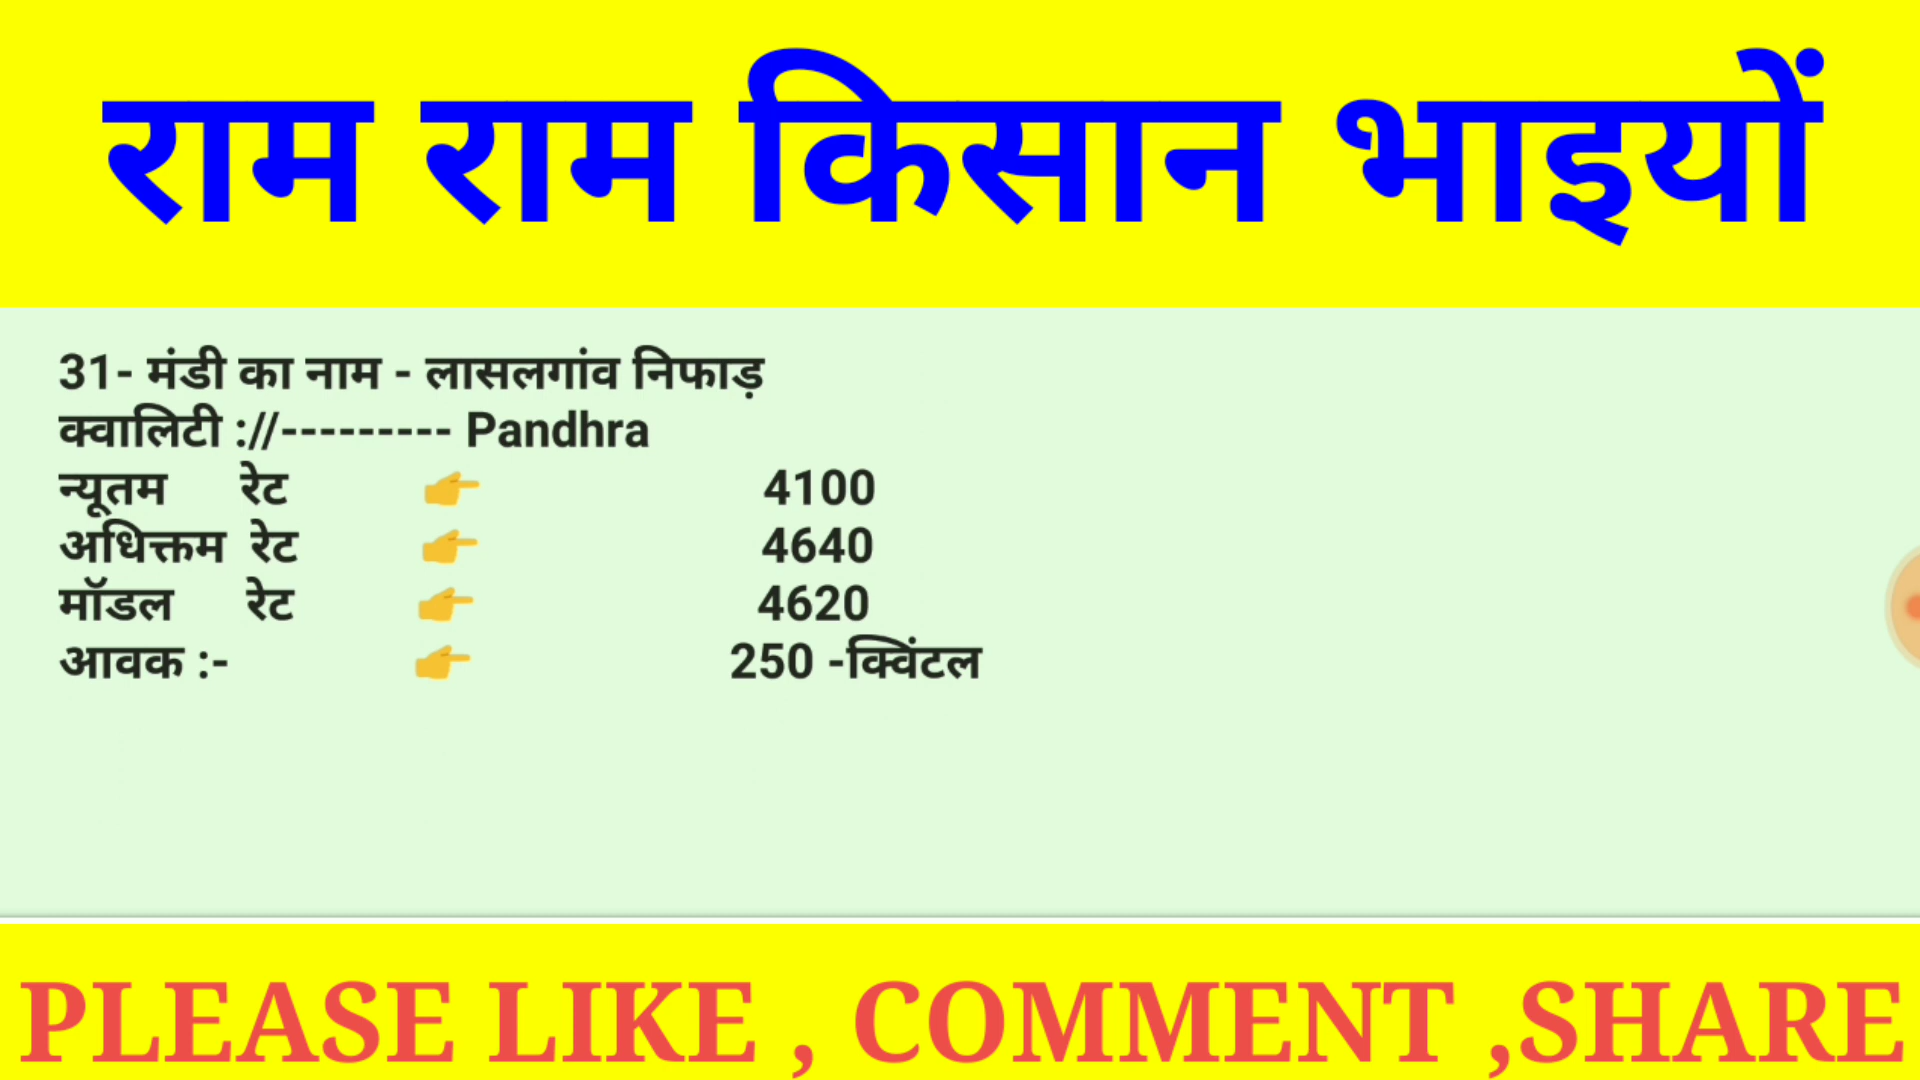 राम राम किसान भाइयों
31- मंडी का नाम - लासलगांव निफाड़
क्वालिटी ://--------- Pandhra
न्यूतम रेट 👉 4100
अधिक्तम रेट 👉 4640
मॉडल रेट 👉 4620
आवक :- 👉 250 -क्विंटल
PLEASE LIKE , COMMENT ,SHARE